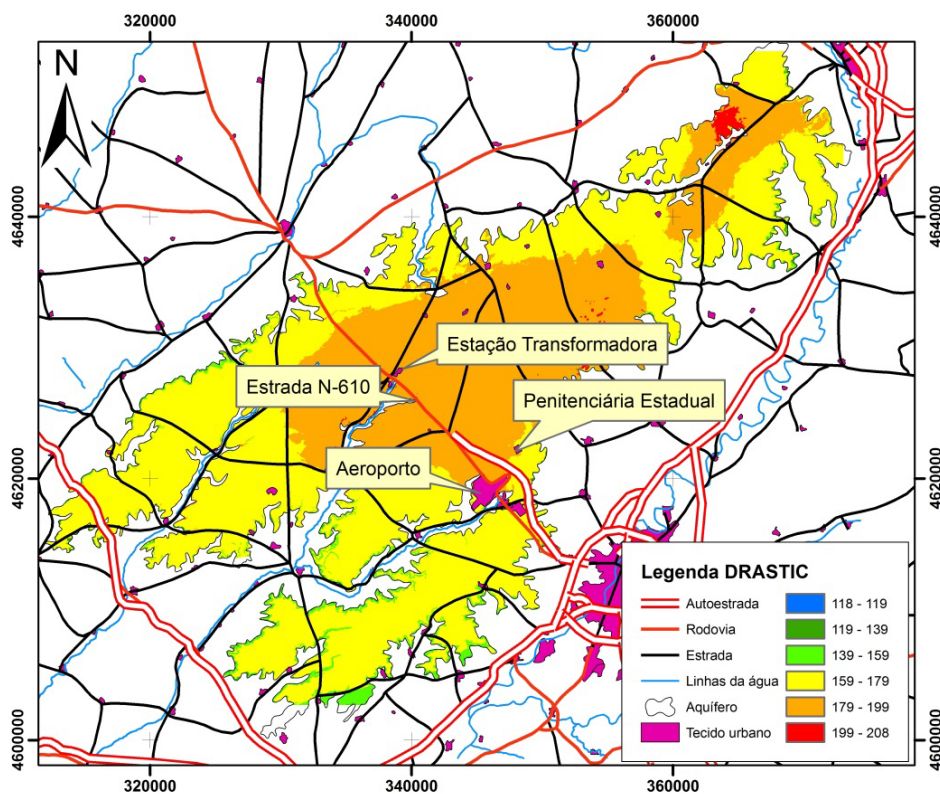 320000 340000 360000
N
4640000 4640000
Estação Transformadora
Estrada N-610
Penitenciária Estadual
Aeroporto
4620000 4620000
Legenda DRASTIC
Autoestrada 118 - 119
Rodovia 119 - 139
Estrada 139 - 159
Linhas da água 159 - 179
Aquífero 179 - 199
Tecido urbano 199 - 208
4600000 4600000
320000 340000 360000